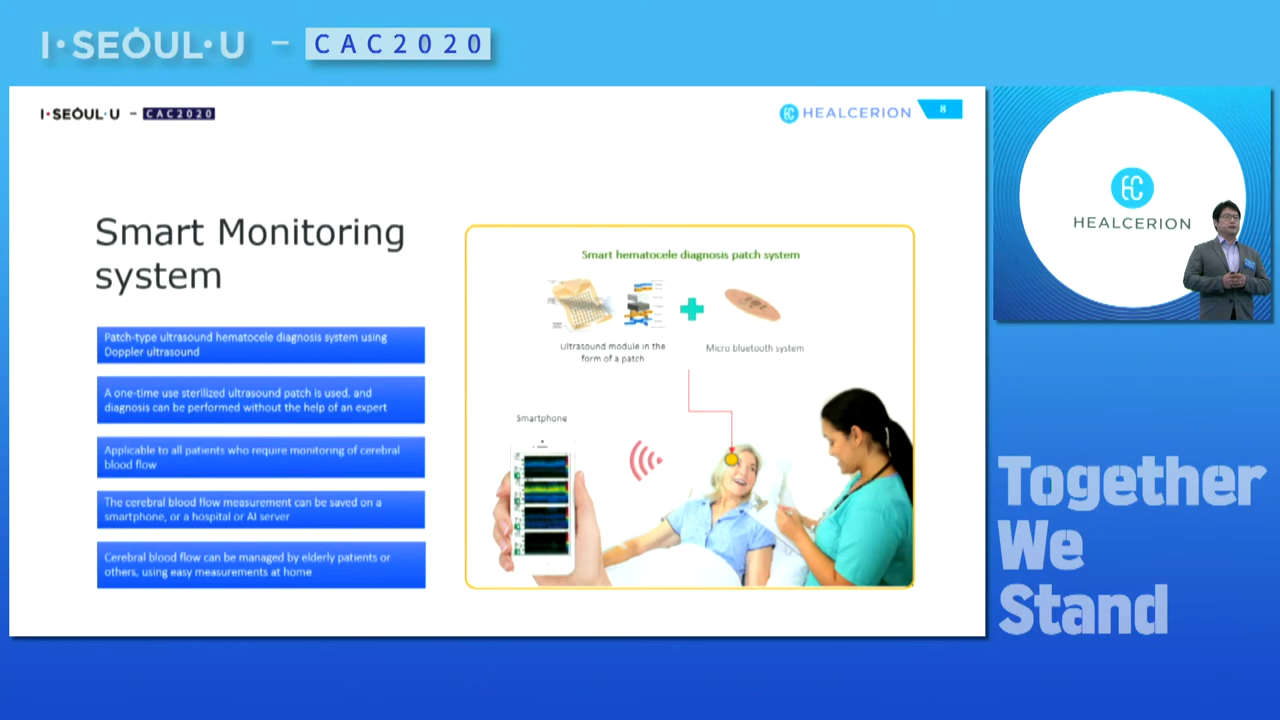 I·SEOUL·U – CAC2020
I·SEOUL·U – CAC2020
HEALCERION
8
Smart Monitoring
system
Patch-type ultrasound hematocele diagnosis system using
Doppler ultrasound
A one-time use sterilized ultrasound patch is used, and
diagnosis can be performed without the help of an expert
Applicable to all patients who require monitoring of cerebral
blood flow
The cerebral blood flow measurement can be saved on a
smartphone, or a hospital or AI server
Cerebral blood flow can be managed by elderly patients or
others, using easy measurements at home
Smart hematocele diagnosis patch system
Ultrasound module in the
form of a patch
Micro bluetooth system
Smartphone
HEALCERION
Together
We
Stand